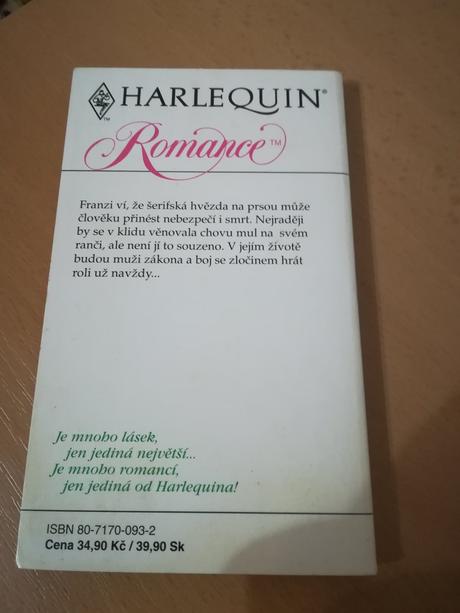 HARLEQUIN®
Romance™
™
Franzi ví, že šerifská hvězda na prsou může
člověku přinést nebezpečí i smrt. Nejraději
by se v klidu věnovala chovu mul na svém
ranči, ale není jí to souzeno. V jejím životě
budou muži zákona a boj se zločinem hrát
roli už navždy...
Je mnoho lásek,
jen jediná největší...
Je mnoho romancí,
jen jediná od Harlequina!
ISBN 80-7170-093-2
Cena 34,90 Kč / 39,90 Sk